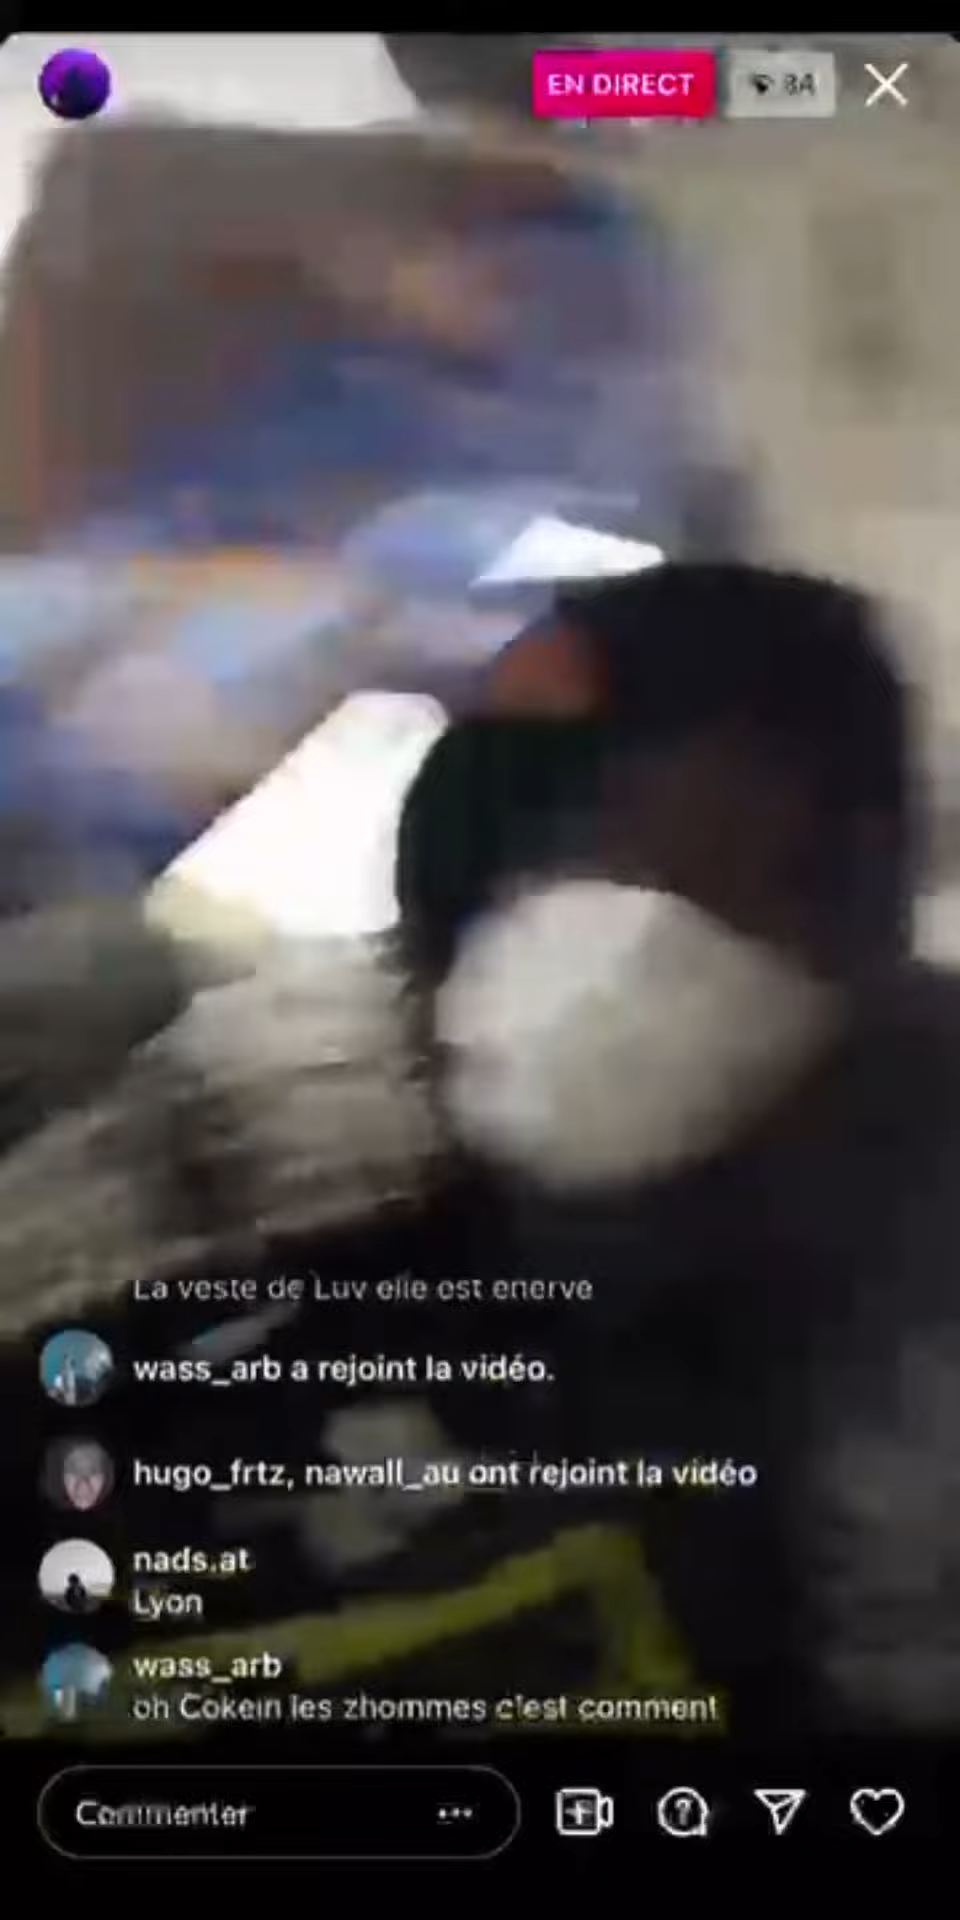 EN DIRECT
La veste de Luv elle est enerve
wass_arb a rejoint la vidéo.
hugo_frtz, nawall_au ont rejoint la vidéo
nads.at
Lyon
wass_arb
oh Cokein les zhommes c'est comment
Commenter